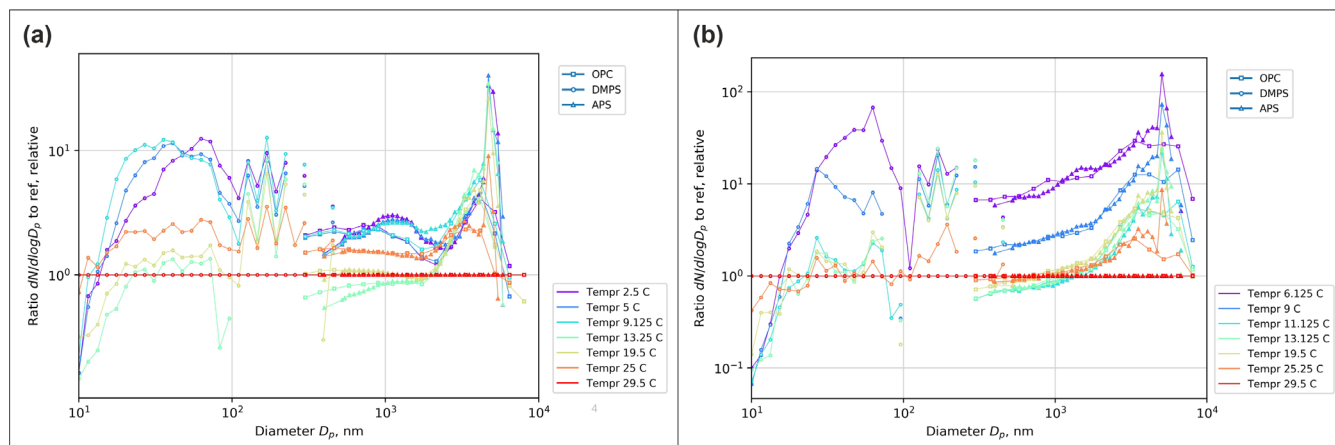 (a)
Ratio dN/dlogDp to ref, relative
10¹
10⁰
10¹
10²
10³
10⁴
Diameter Dp, nm
OPC
DMPS
APS
Tempr 2.5 C
Tempr 5 C
Tempr 9.125 C
Tempr 13.25 C
Tempr 19.5 C
Tempr 25 C
Tempr 29.5 C
4
(b)
Ratio dN/dlogDp to ref, relative
10²
10¹
10⁰
10⁻¹
10¹
10²
10³
10⁴
Diameter Dp, nm
OPC
DMPS
APS
Tempr 6.125 C
Tempr 9 C
Tempr 11.125 C
Tempr 13.125 C
Tempr 19.5 C
Tempr 25.25 C
Tempr 29.5 C